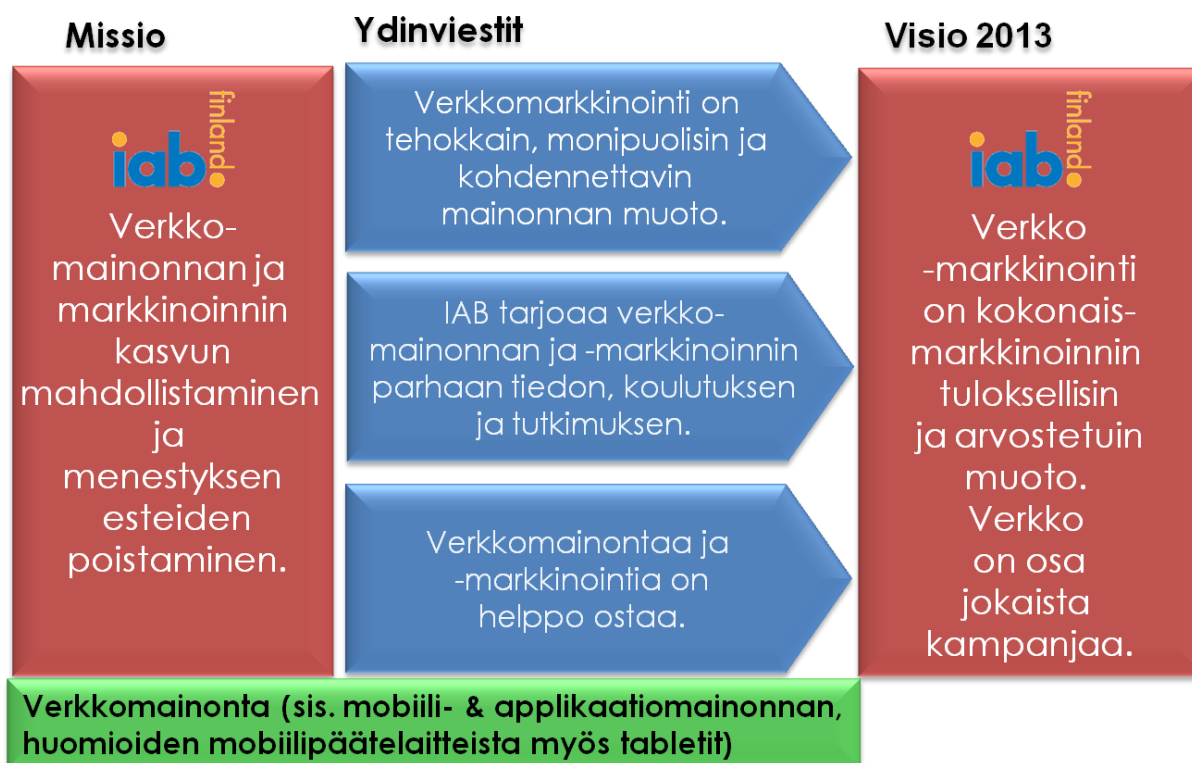 Missio
iab.
finland
Verkko-
mainonnan ja
markkinoinnin
kasvun
mahdollistaminen
ja
menestyksen
esteiden
poistaminen.
Ydinviestit
Verkkomarkkinointi on
tehokkain, monipuolisin ja
kohdennettavin
mainonnan muoto.
IAB tarjoaa verkko-
mainonnan ja -markkinoinnin
parhaan tiedon, koulutuksen
ja tutkimuksen.
Verkkomainontaa ja
-markkinointia on
helppo ostaa.
Visio 2013
iab.
finland
Verkko
-markkinointi
on kokonais-
markkinoinnin
tuloksellisin
ja arvostetuin
muoto.
Verkko
on osa
jokaista
kampanjaa.
Verkkomainonta (sis. mobiili- & applikaatiomainonnan,
huomioiden mobiilipäätelaitteista myös tabletit)